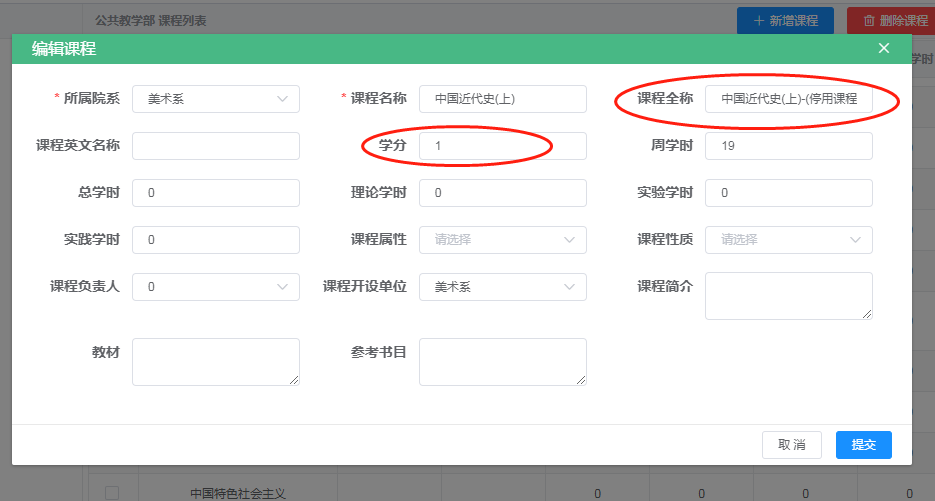 公共教学部 课程列表 + 新增课程 删除课程
编辑课程
学时
* 所属院系 美术系 * 课程名称 中国近代史(上) 课程全称 中国近代史(上)-(停用课程
课程英文名称 学分 1 周学时 19
总学时 0 理论学时 0 实验学时 0
实践学时 0 课程属性 请选择 课程性质 请选择
课程负责人 0 课程开设单位 美术系 课程简介
教材 参考书目
取消 提交
中国特色社会主义 0 0 0 0